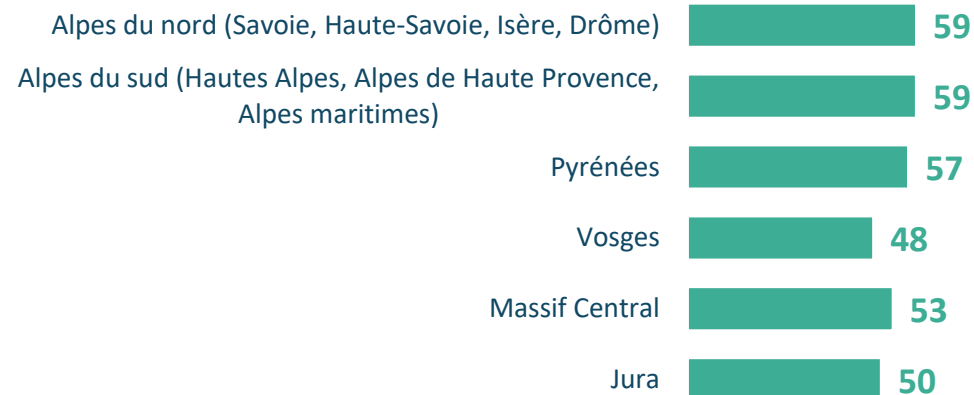 Alpes du nord (Savoie, Haute-Savoie, Isère, Drôme) 59
Alpes du sud (Hautes Alpes, Alpes de Haute Provence,
Alpes maritimes) 59
Pyrénées 57
Vosges 48
Massif Central 53
Jura 50